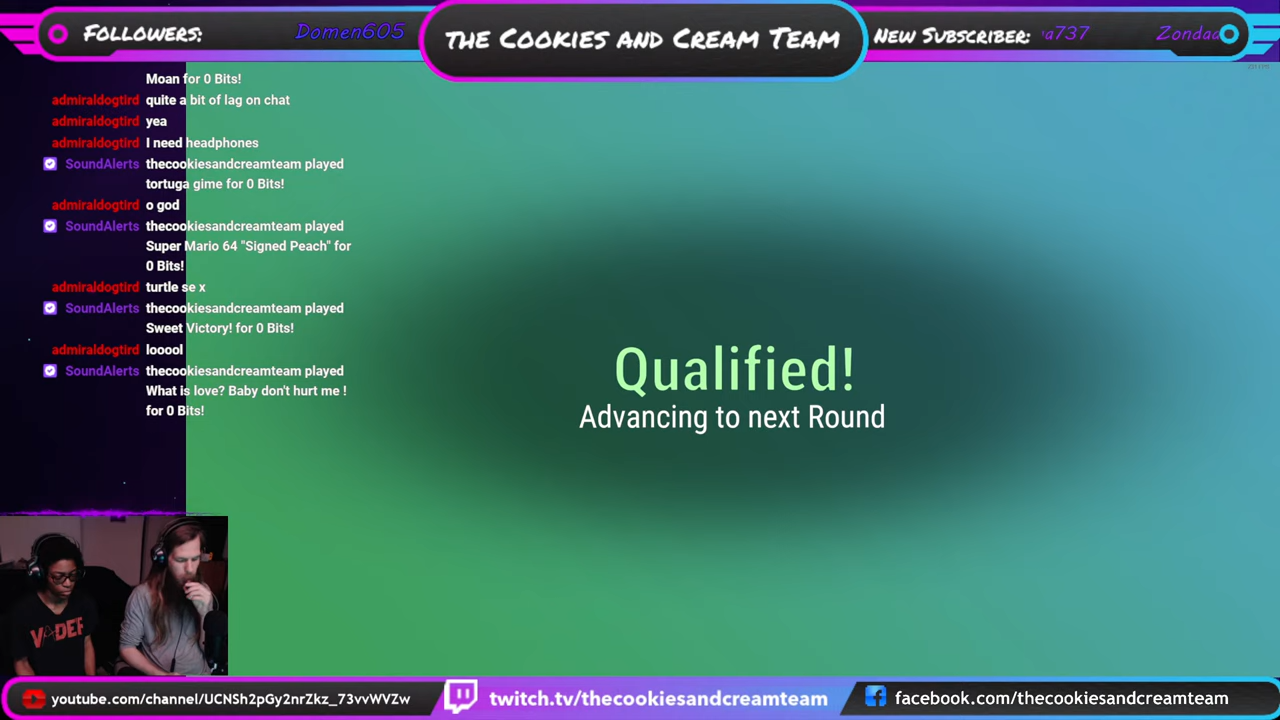 Followers:
Domen605
the Cookies and Cream Team
New Subscriber:
a737
Zondaa
Moan for 0 Bits!
admiraldogtird quite a bit of lag on chat
admiraldogtird yea
admiraldogtird I need headphones
SoundAlerts thecookiesandcreamteam played
tortuga gime for 0 Bits!
admiraldogtird o god
SoundAlerts thecookiesandcreamteam played
Super Mario 64 "Signed Peach" for
0 Bits!
admiraldogtird turtle se x
SoundAlerts thecookiesandcreamteam played
Sweet Victory! for 0 Bits!
admiraldogtird looool
SoundAlerts thecookiesandcreamteam played
What is love? Baby don't hurt me !
for 0 Bits!
Qualified!
Advancing to next Round
VADER
youtube.com/channel/UCNSh2pGy2nrZkz_73vvWVZw
twitch.tv/thecookiesandcreamteam
facebook.com/thecookiesandcreamteam